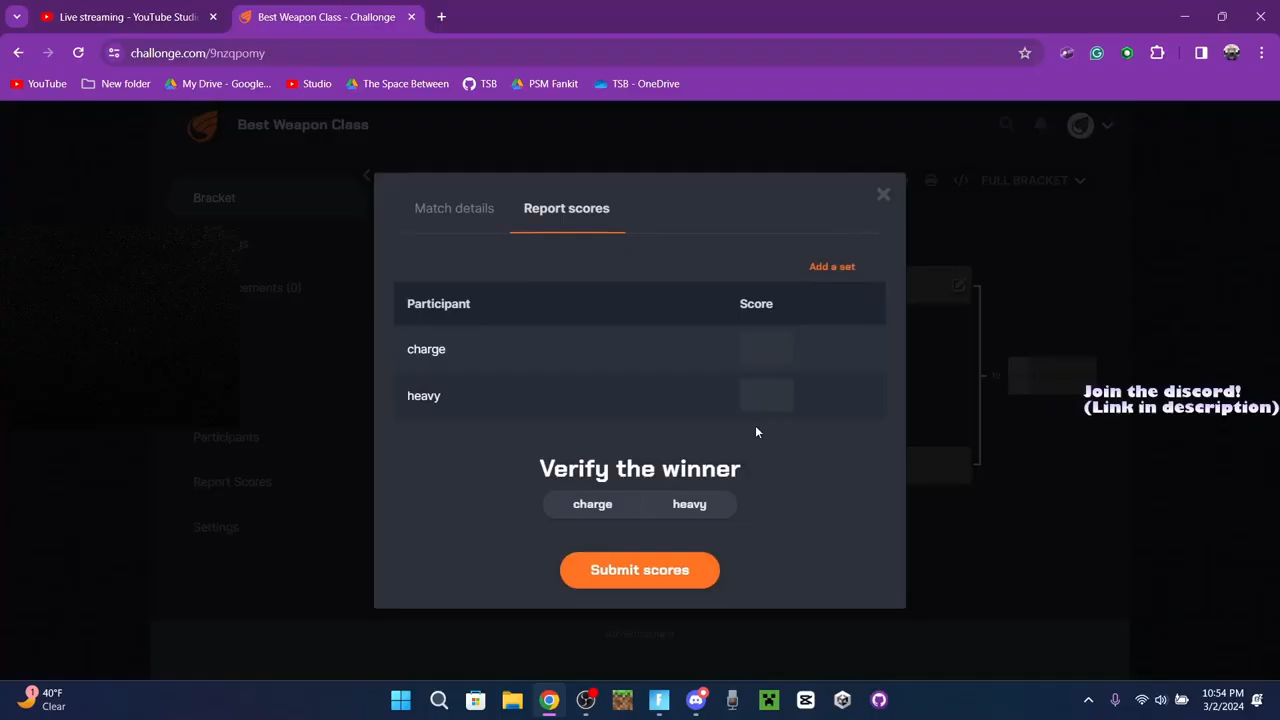 Live streaming - YouTube Studi
Best Weapon Class - Challonge
challonge.com/9nzqpomy
YouTube
New folder
My Drive - Google...
Studio
The Space Between
TSB
PSM Fankit
TSB - OneDrive
Best Weapon Class
Bracket
FULL BRACKET
Match details
Report scores
Add a set
Participant
Score
charge
heavy
Join the discord!
(Link in description)
Participants
Report Scores
Settings
Verify the winner
charge
heavy
Submit scores
1
40°F
Clear
10:54 PM
3/2/2024